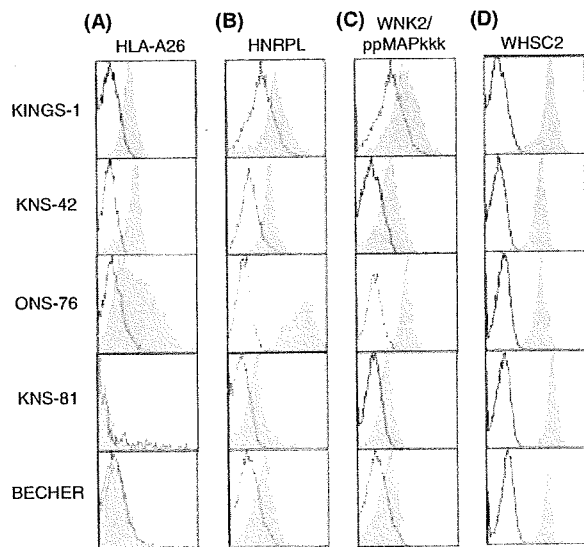 (A) (B) (C) (D)
HLA-A26 HNRPL WNK2/ WHSC2
ppMAPkkk
KINGS-1
KNS-42
ONS-76
KNS-81
BECHER